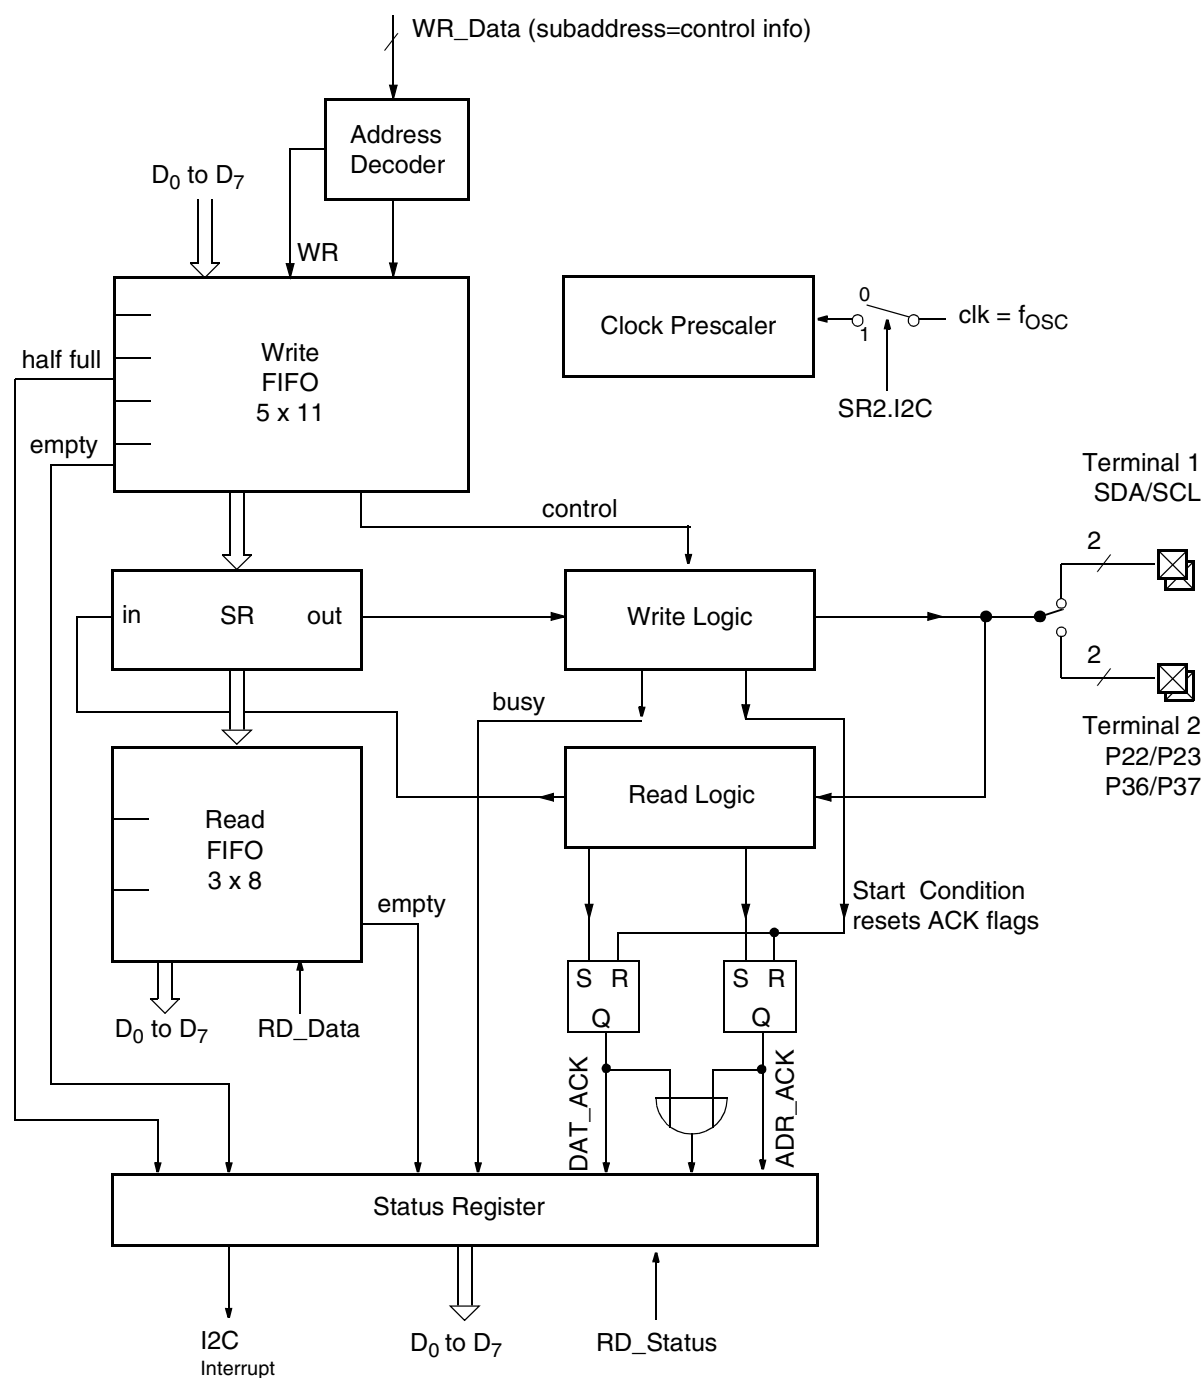 WR_Data (subaddress=control info)
Address
Decoder
D0 to D7
WR
Write
FIFO
5 x 11
half full
empty
Clock Prescaler
0
1
clk = fOSC
SR2.I2C
Terminal 1
SDA/SCL
2
control
in
SR
out
Write Logic
2
Terminal 2
P22/P23
P36/P37
busy
Read Logic
Read
FIFO
3 x 8
empty
Start Condition
resets ACK flags
S R
Q
S R
Q
D0 to D7
RD_Data
DAT_ACK
ADR_ACK
Status Register
I2C
Interrupt
D0 to D7
RD_Status